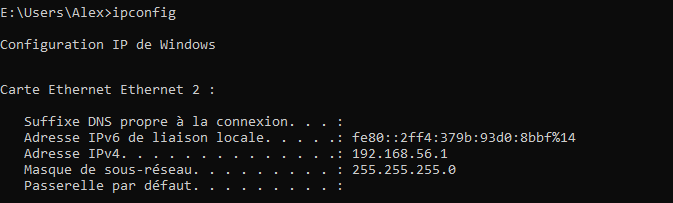 E:\Users\Alex>ipconfig
Configuration IP de Windows
Carte Ethernet Ethernet 2 :
Suffixe DNS propre à la connexion. . . :
Adresse IPv6 de liaison locale. . . . .: fe80::2ff4:379b:93d0:8bbf%14
Adresse IPv4. . . . . . . . . . . . . .: 192.168.56.1
Masque de sous-réseau. . . . . . . . . : 255.255.255.0
Passerelle par défaut. . . . . . . . . :